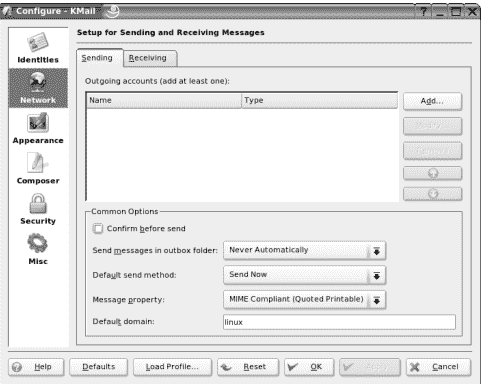 Configure - KMail
Setup for Sending and Receiving Messages
Identities
Network
Appearance
Composer
Security
Misc
Sending
Receiving
Outgoing accounts (add at least one):
Name Type
Add...
Common Options
Confirm before send
Send messages in outbox folder: Never Automatically
Default send method: Send Now
Message property: MIME Compliant (Quoted Printable)
Default domain: linux
Help Defaults Load Profile... Reset OK Apply Cancel